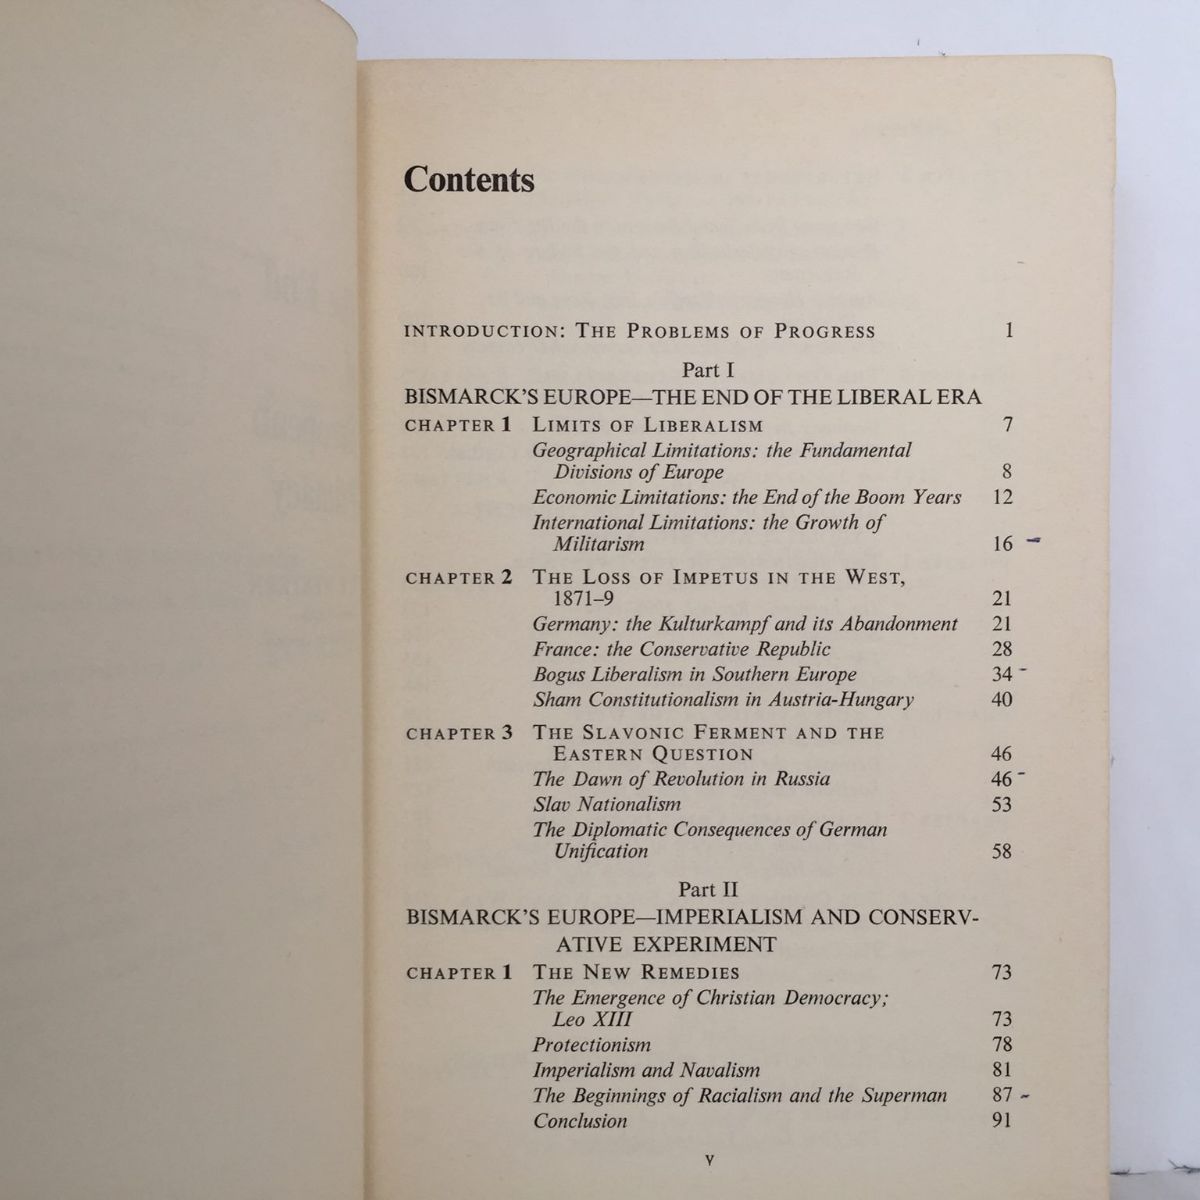 Contents
INTRODUCTION: THE PROBLEMS OF PROGRESS 1
Part I
BISMARCK'S EUROPE—THE END OF THE LIBERAL ERA
CHAPTER 1 LIMITS OF LIBERALISM 7
Geographical Limitations: the Fundamental
Divisions of Europe 8
Economic Limitations: the End of the Boom Years 12
International Limitations: the Growth of
Militarism 16
CHAPTER 2 THE LOSS OF IMPETUS IN THE WEST,
1871–9 21
Germany: the Kulturkampf and its Abandonment 21
France: the Conservative Republic 28
Bogus Liberalism in Southern Europe 34
Sham Constitutionalism in Austria-Hungary 40
CHAPTER 3 THE SLAVONIC FERMENT AND THE
EASTERN QUESTION 46
The Dawn of Revolution in Russia 46
Slav Nationalism 53
The Diplomatic Consequences of German
Unification 58
Part II
BISMARCK'S EUROPE—IMPERIALISM AND CONSERV-
ATIVE EXPERIMENT
CHAPTER 1 THE NEW REMEDIES 73
The Emergence of Christian Democracy;
Leo XIII 73
Protectionism 78
Imperialism and Navalism 81
The Beginnings of Racialism and the Superman 87
Conclusion 91
v